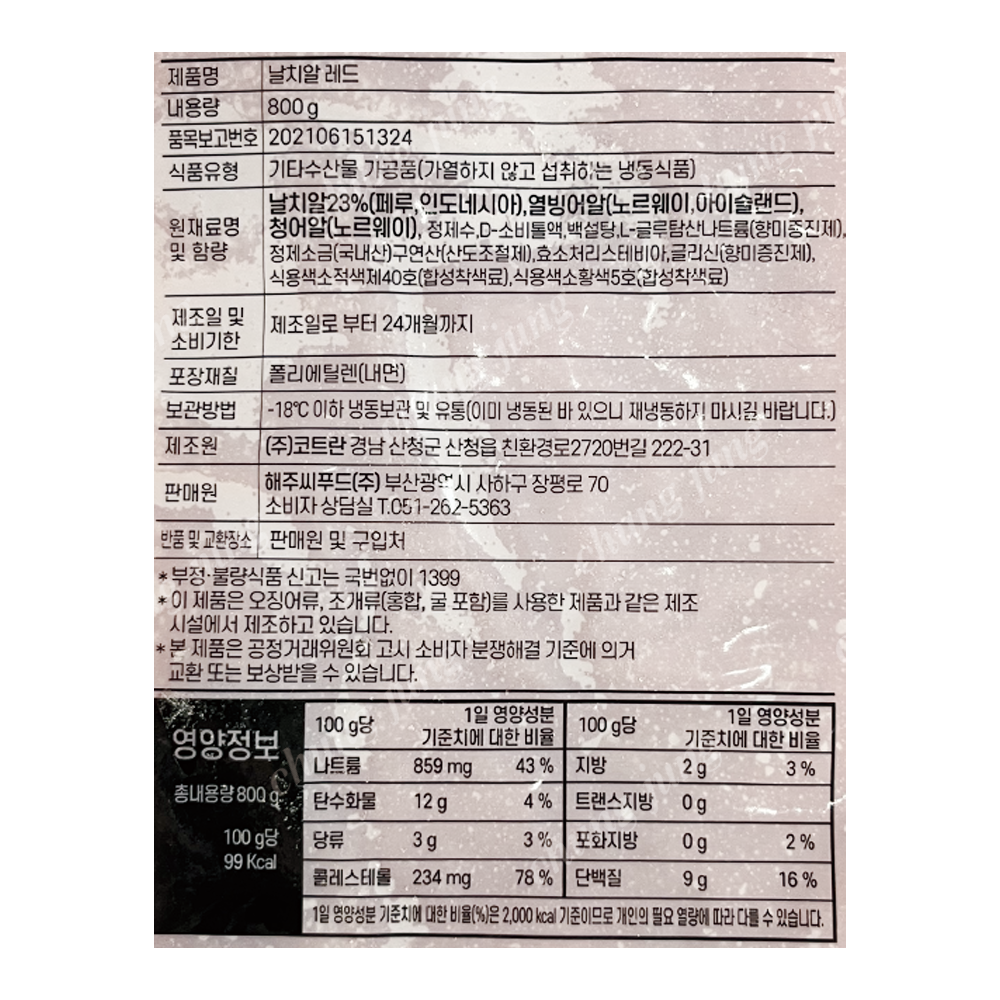 제품명 날치알 레드
내용량 800 g
품목보고번호 202106151324
식품유형 기타수산물 가공품(가열하지 않고 섭취하는 냉동식품)
원재료명 및 함량 날치알23%(페루,인도네시아),열빙어알(노르웨이,아이슬랜드),
청어알(노르웨이), 정제수,D-소비톨액,백설탕,L-글루탐산나트륨(향미증진제),
정제소금(국내산)구연산(산도조절제),효소처리스테비아,글리신(향미증진제),
식용색소적색제40호(합성착색료),식용색소황색5호(합성착색료)
제조일 및
소비기한 제조일로 부터 24개월까지
포장재질 폴리에틸렌(내면)
보관방법 -18℃ 이하 냉동보관 및 유통(이미 냉동된 바 있으니 재냉동하지 마시길 바랍니다.)
제조원 (주)코트란 경남 산청군 산청읍 친환경로2720번길 222-31
판매원 해주씨푸드(주) 부산광역시 사하구 장평로 70
소비자 상담실 T.051-262-5363
반품 및 교환장소 판매원 및 구입처
*부정·불량식품 신고는 국번없이 1399
*이 제품은 오징어류, 조개류(홍합, 굴 포함)를 사용한 제품과 같은 제조
시설에서 제조하고 있습니다.
*본 제품은 공정거래위원회 고시 소비자 분쟁해결 기준에 의거
교환 또는 보상받을 수 있습니다.
영양정보
총내용량 800 g
100 g당
99 Kcal
100 g당 1일 영양성분 기준치에 대한 비율 100 g당 1일 영양성분 기준치에 대한 비율
나트륨 859 mg 43 % 지방 2 g 3 %
탄수화물 12 g 4 % 트랜스지방 0 g
당류 3 g 3 % 포화지방 0 g 2 %
콜레스테롤 234 mg 78 % 단백질 9 g 16 %
1일 영양성분 기준치에 대한 비율(%)은 2,000 kcal 기준이므로 개인의 필요 열량에 따라 다를 수 있습니다.